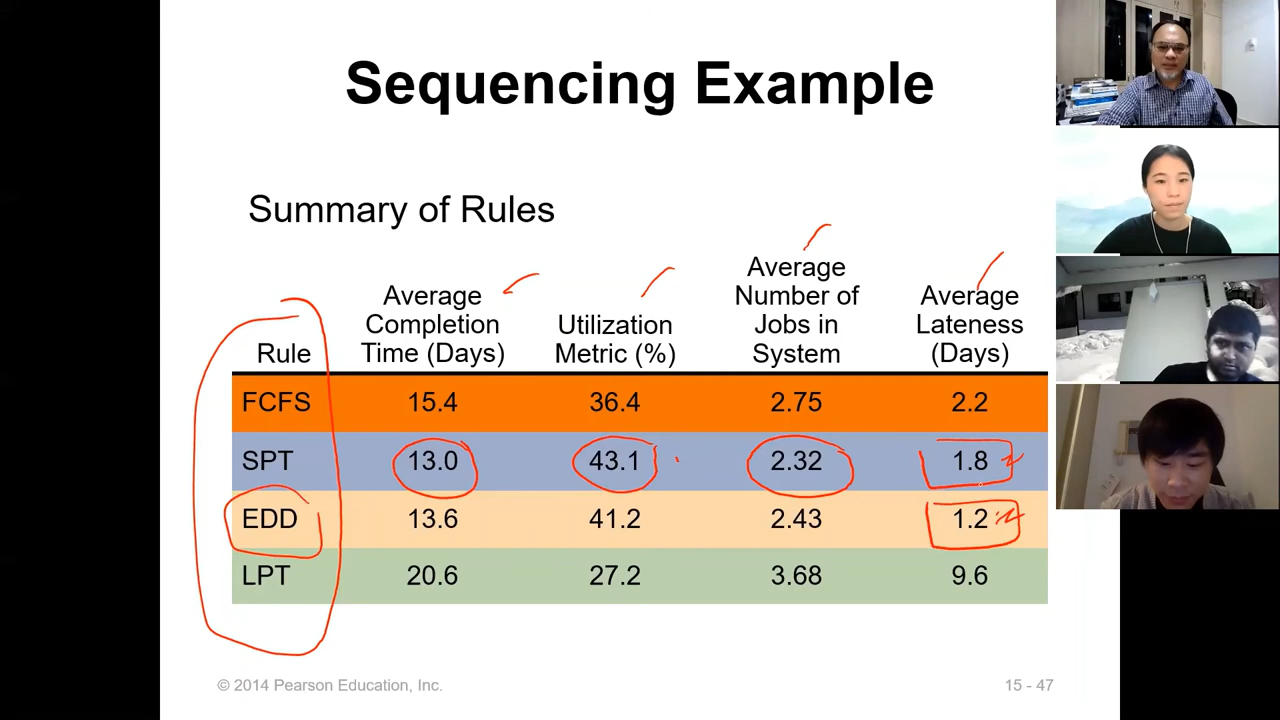 Sequencing Example
Summary of Rules
Rule
Average
Completion
Time (Days)
Utilization
Metric (%)
Average
Number of
Jobs in
System
Average
Lateness
(Days)
FCFS 15.4 36.4 2.75 2.2
SPT 13.0 43.1 2.32 1.8
EDD 13.6 41.2 2.43 1.2
LPT 20.6 27.2 3.68 9.6
© 2014 Pearson Education, Inc.
15 - 47